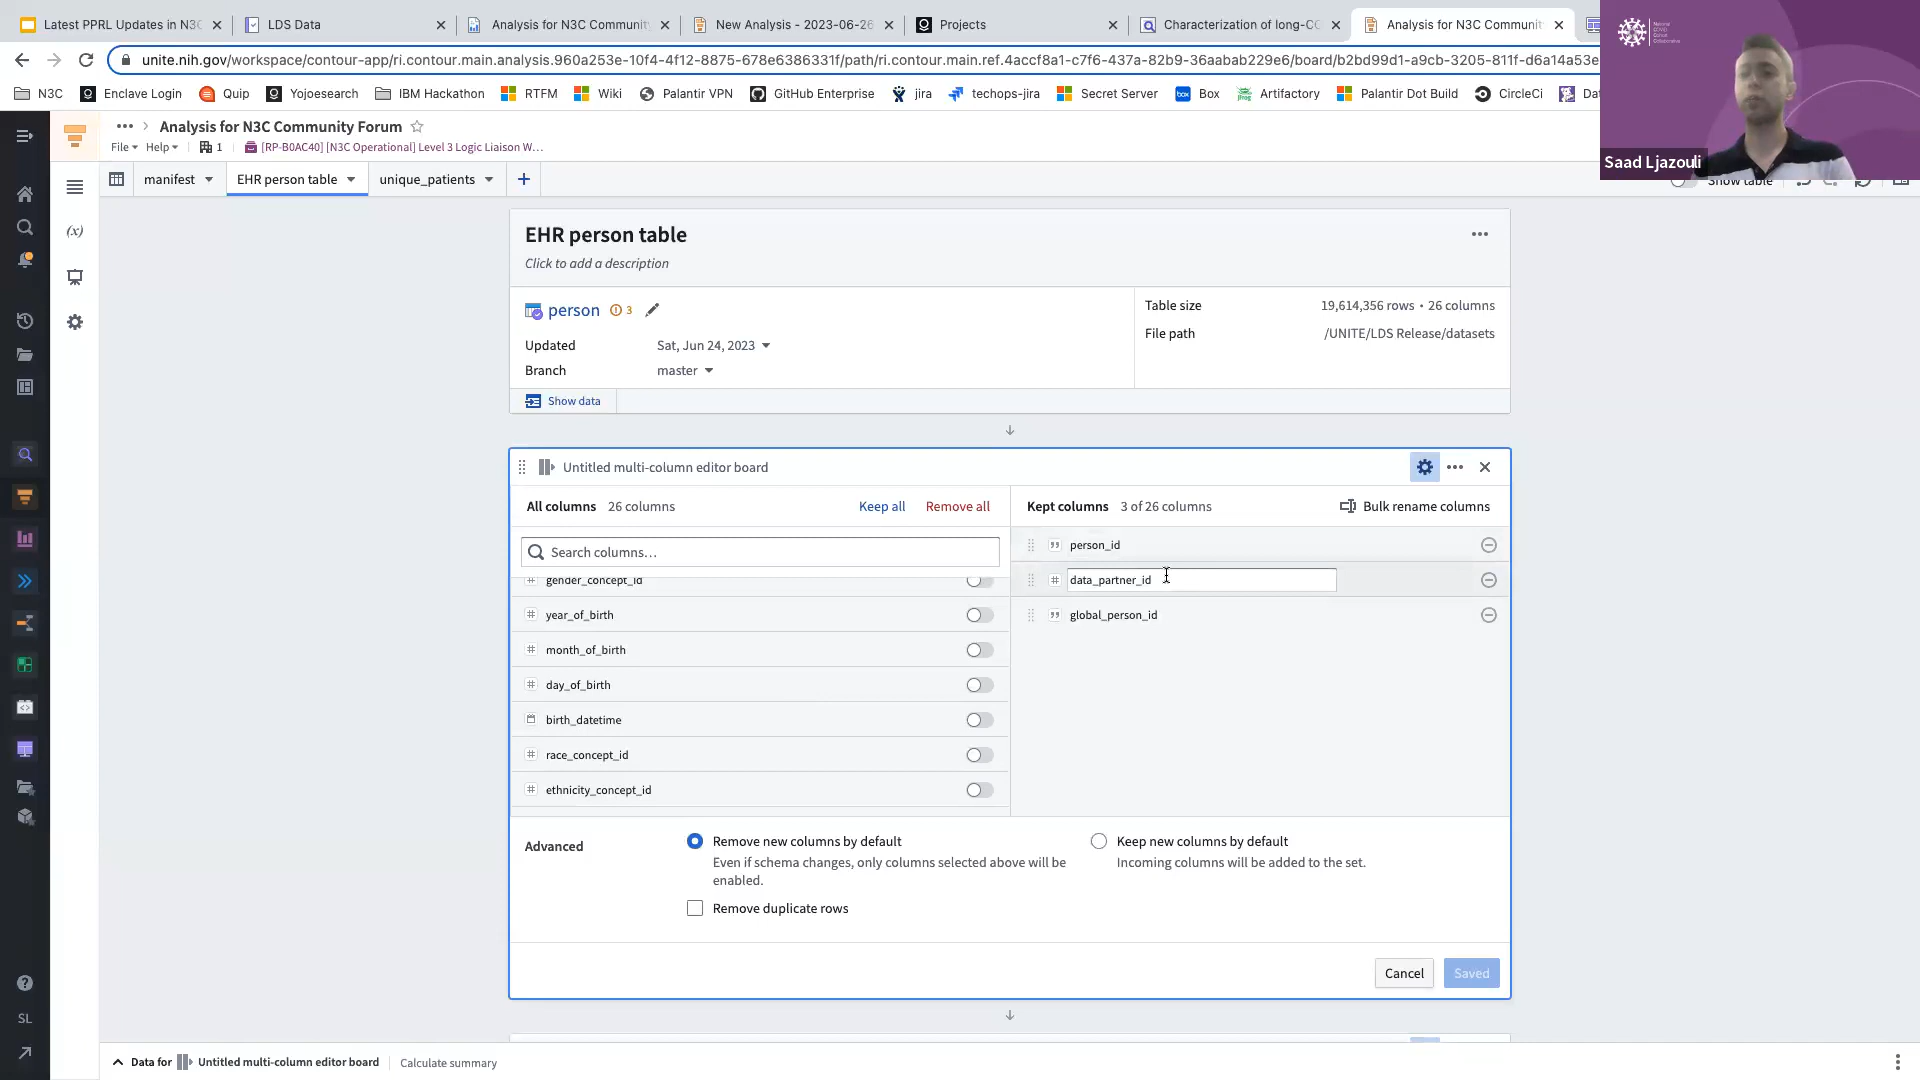 Latest PPRL Updates in N3C
LDS Data
Analysis for N3C Community
New Analysis - 2023-06-26
Projects
Characterization of long-CO
Analysis for N3C Communit
unite.nih.gov/workspace/contour-app/ri.contour.main.analysis.960a253e-10f4-4f12-8875-678e6386331f/path/ri.contour.main.ref.4accf8a1-c7f6-437a-82b9-36aabab229e6/board/b2bd99d1-a9cb-3205-811f-d6a14a53e
N3C
Enclave Login
Quip
Yojoesearch
IBM Hackathon
RTFM
Wiki
Palantir VPN
GitHub Enterprise
jira
techops-jira
Secret Server
Box
Artifactory
Palantir Dot Build
CircleCi
Dat
Saad Ljazouli
Analysis for N3C Community Forum
File
Help
1
[RP-B0AC40] [N3C Operational] Level 3 Logic Liaison W...
manifest
EHR person table
unique_patients
Show table
EHR person table
Click to add a description
person
3
Updated
Sat, Jun 24, 2023
Branch
master
Table size
19,614,356 rows • 26 columns
File path
/UNITE/LDS Release/datasets
Show data
Untitled multi-column editor board
All columns 26 columns
Keep all
Remove all
Kept columns 3 of 26 columns
Bulk rename columns
Search columns...
gender_concept_id
year_of_birth
month_of_birth
day_of_birth
birth_datetime
race_concept_id
ethnicity_concept_id
person_id
data_partner_id
global_person_id
Advanced
Remove new columns by default
Even if schema changes, only columns selected above will be
enabled.
Keep new columns by default
Incoming columns will be added to the set.
Remove duplicate rows
Cancel
Saved
SL
Data for
Untitled multi-column editor board
Calculate summary